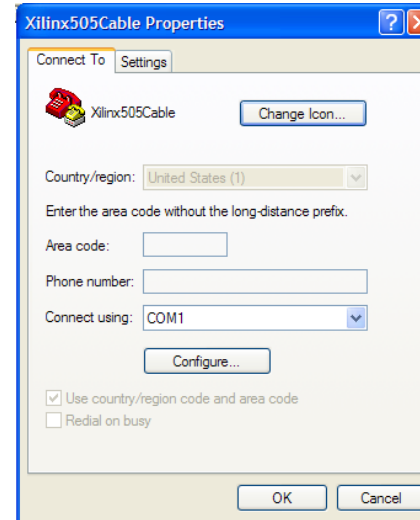 Xilinx505Cable Properties
Connect To Settings
Xilinx505Cable Change Icon...
Country/region: United States (1)
Enter the area code without the long-distance prefix.
Area code:
Phone number:
Connect using: COM1
Configure...
Use country/region code and area code
Redial on busy
OK Cancel